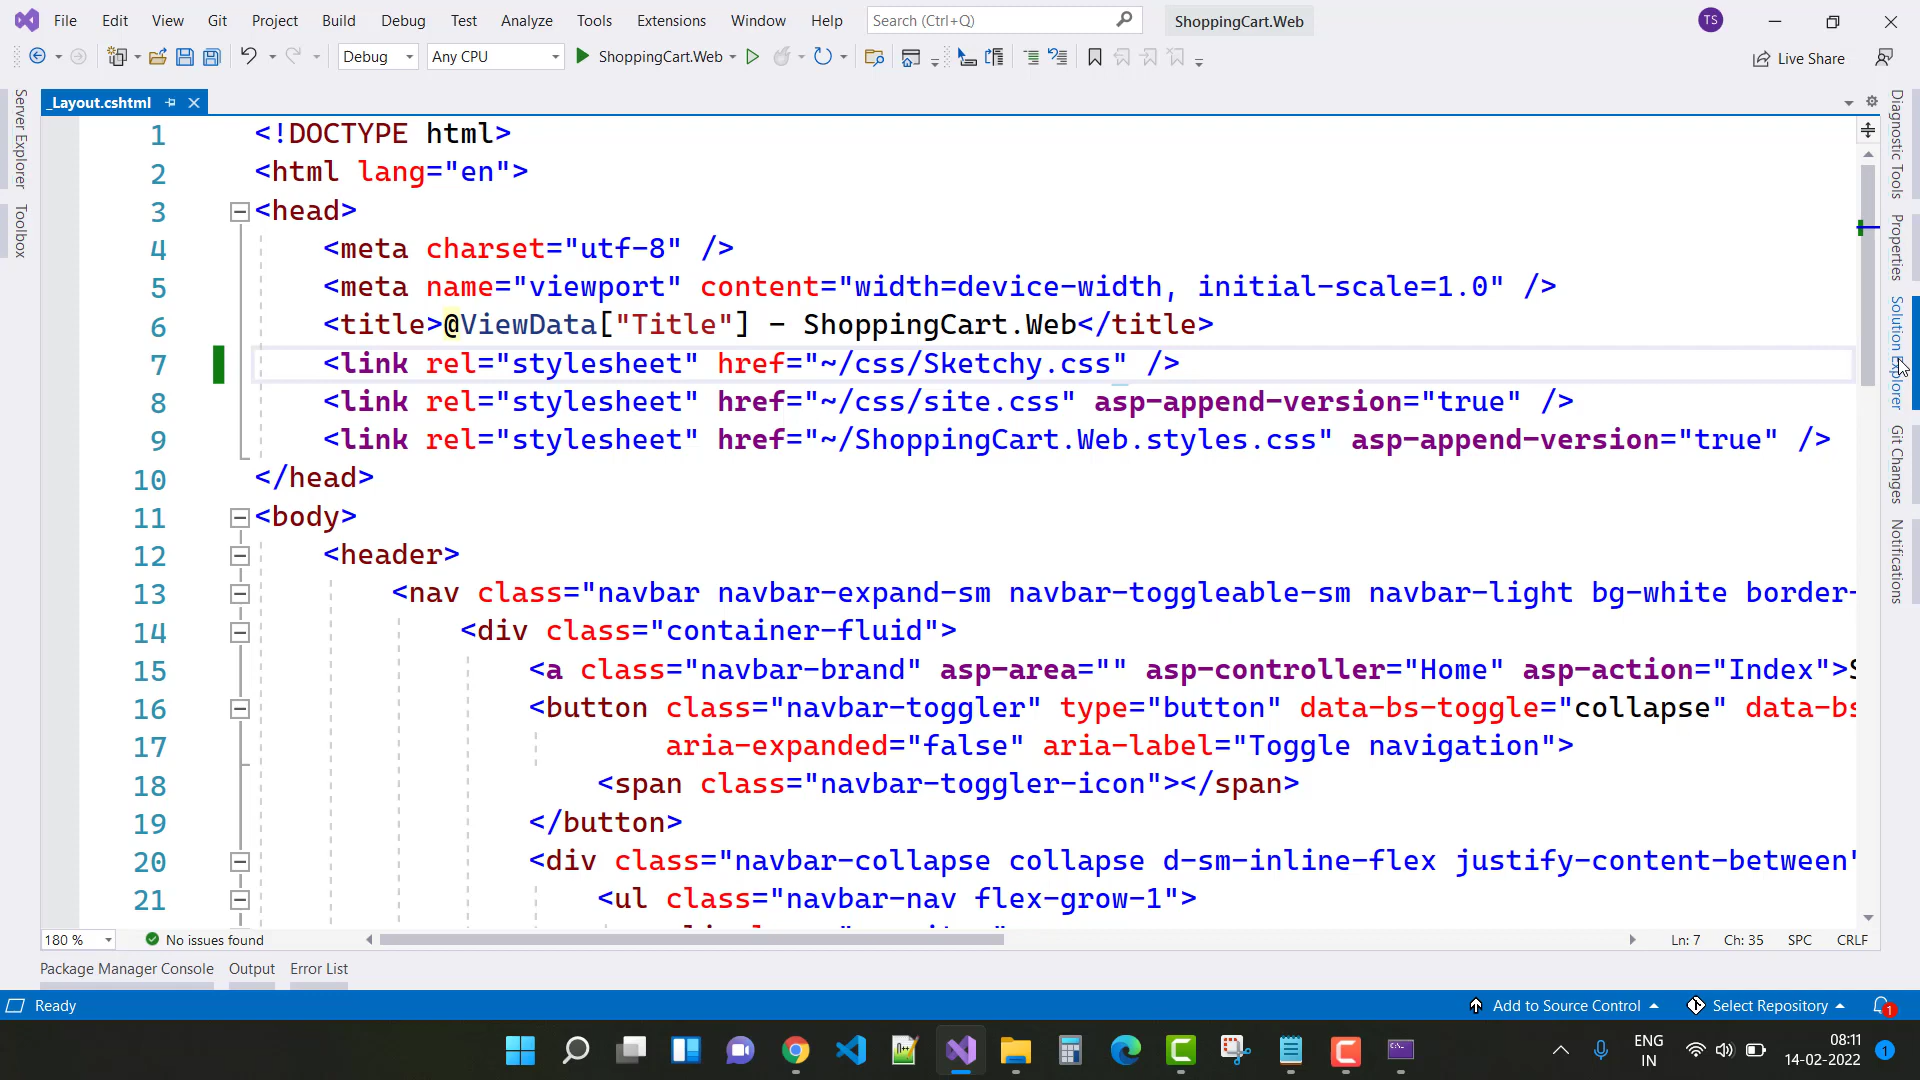 File Edit View Git Project Build Debug Test Analyze Tools Extensions Window Help Search (Ctrl+Q) ShoppingCart.Web TS
Debug Any CPU ShoppingCart.Web Live Share
_Layout.cshtml
Server Explorer
Toolbox
1 <!DOCTYPE html>
2 <html lang="en">
3 <head>
4 <meta charset="utf-8" />
5 <meta name="viewport" content="width=device-width, initial-scale=1.0" />
6 <title>@ViewData["Title"] - ShoppingCart.Web</title>
7 <link rel="stylesheet" href="~/css/Sketchy.css" />
8 <link rel="stylesheet" href="~/css/site.css" asp-append-version="true" />
9 <link rel="stylesheet" href="~/ShoppingCart.Web.styles.css" asp-append-version="true" />
10 </head>
11 <body>
12 <header>
13 <nav class="navbar navbar-expand-sm navbar-toggleable-sm navbar-light bg-white border-
14 <div class="container-fluid">
15 <a class="navbar-brand" asp-area="" asp-controller="Home" asp-action="Index">S
16 <button class="navbar-toggler" type="button" data-bs-toggle="collapse" data-bs
17 aria-expanded="false" aria-label="Toggle navigation">
18 <span class="navbar-toggler-icon"></span>
19 </button>
20 <div class="navbar-collapse collapse d-sm-inline-flex justify-content-between"
21 <ul class="navbar-nav flex-grow-1">
Diagnostic Tools
Properties
Solution Explorer
Git Changes
Notifications
180 % No issues found Ln: 7 Ch: 35 SPC CRLF
Package Manager Console Output Error List
Ready Add to Source Control Select Repository 1
ENG
IN
08:11
14-02-2022
1